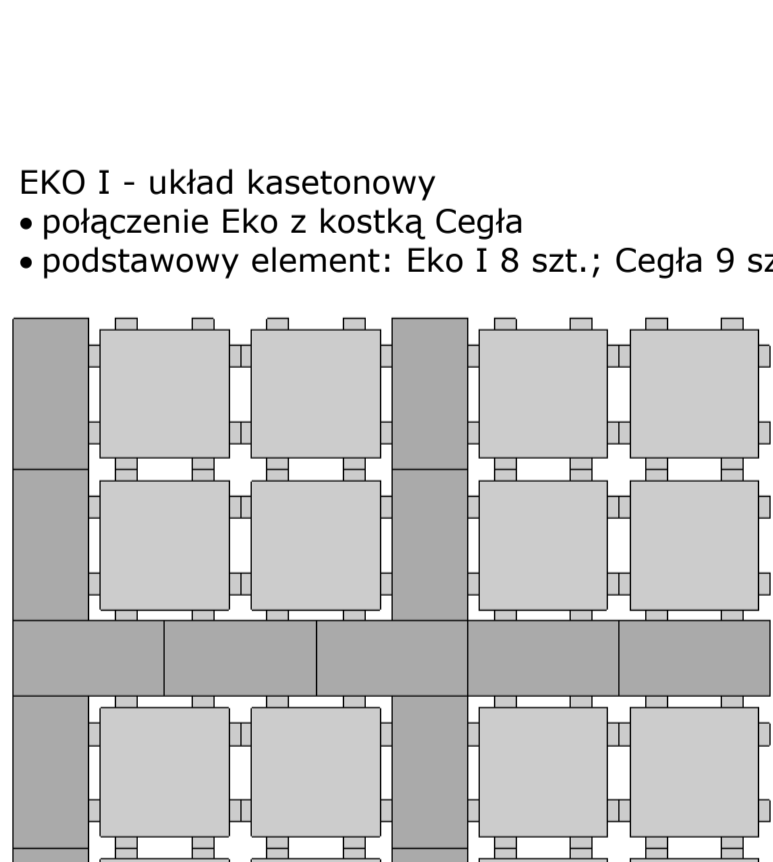 EKO I - układ kasetonowy
• połączenie Eko z kostką Cegła
• podstawowy element: Eko I 8 szt.; Cegła 9